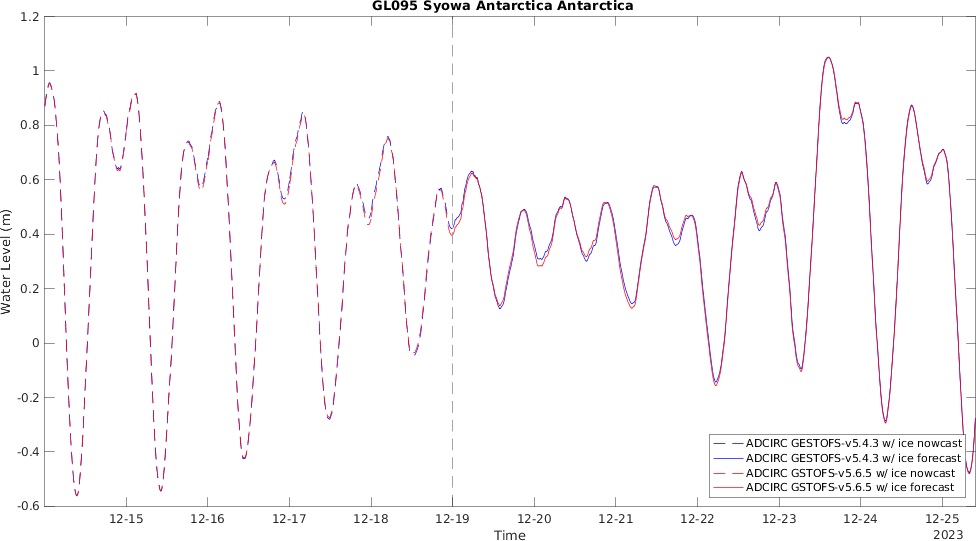 GL095 Syowa Antarctica Antarctica
1.2
1
0.8
0.6
0.4
0.2
0
-0.2
-0.4
-0.6
Water Level (m)
ADCIRC GESTOFS-v5.4.3 w/ ice nowcast
ADCIRC GESTOFS-v5.4.3 w/ ice forecast
ADCIRC GSTOFS-v5.6.5 w/ ice nowcast
ADCIRC GSTOFS-v5.6.5 w/ ice forecast
12-15 12-16 12-17 12-18 12-19 12-20 12-21 12-22 12-23 12-24 12-25
Time 2023